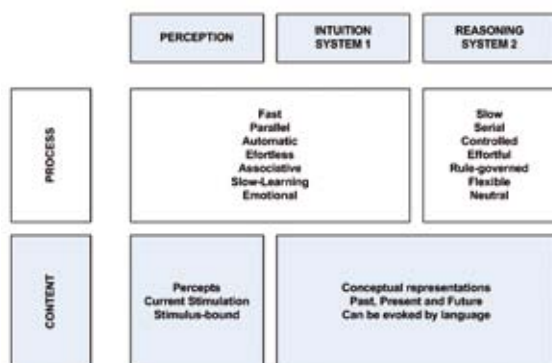 PERCEPTION
INTUITION
SYSTEM 1
REASONING
SYSTEM 2
PROCESS
Fast
Parallel
Automatic
Efortless
Associative
Slow-Learning
Emotional
Slow
Serial
Controlled
Effortful
Rule-governed
Flexible
Neutral
CONTENT
Percepts
Current Stimulation
Stimulus-bound
Conceptual representations
Past, Present and Future
Can be evoked by language